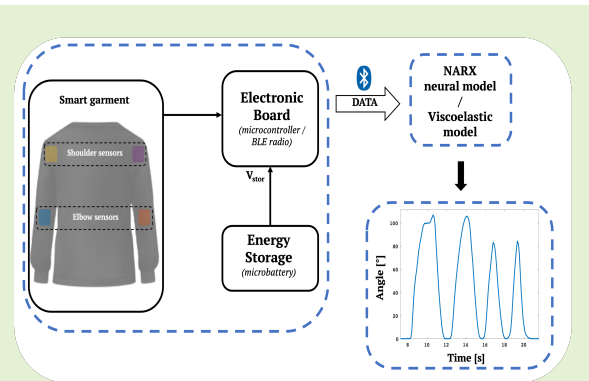 Smart garment
Shoulder sensors
Elbow sensors
Electronic
Board
(microcontroller /
BLE radio)
Vstor
Energy
Storage
(microbattery)
DATA
NARX
neural model
/
Viscoelastic
model
Angle [°]
100
80
60
40
20
0
8 10 12 14 16 18 20
Time [s]